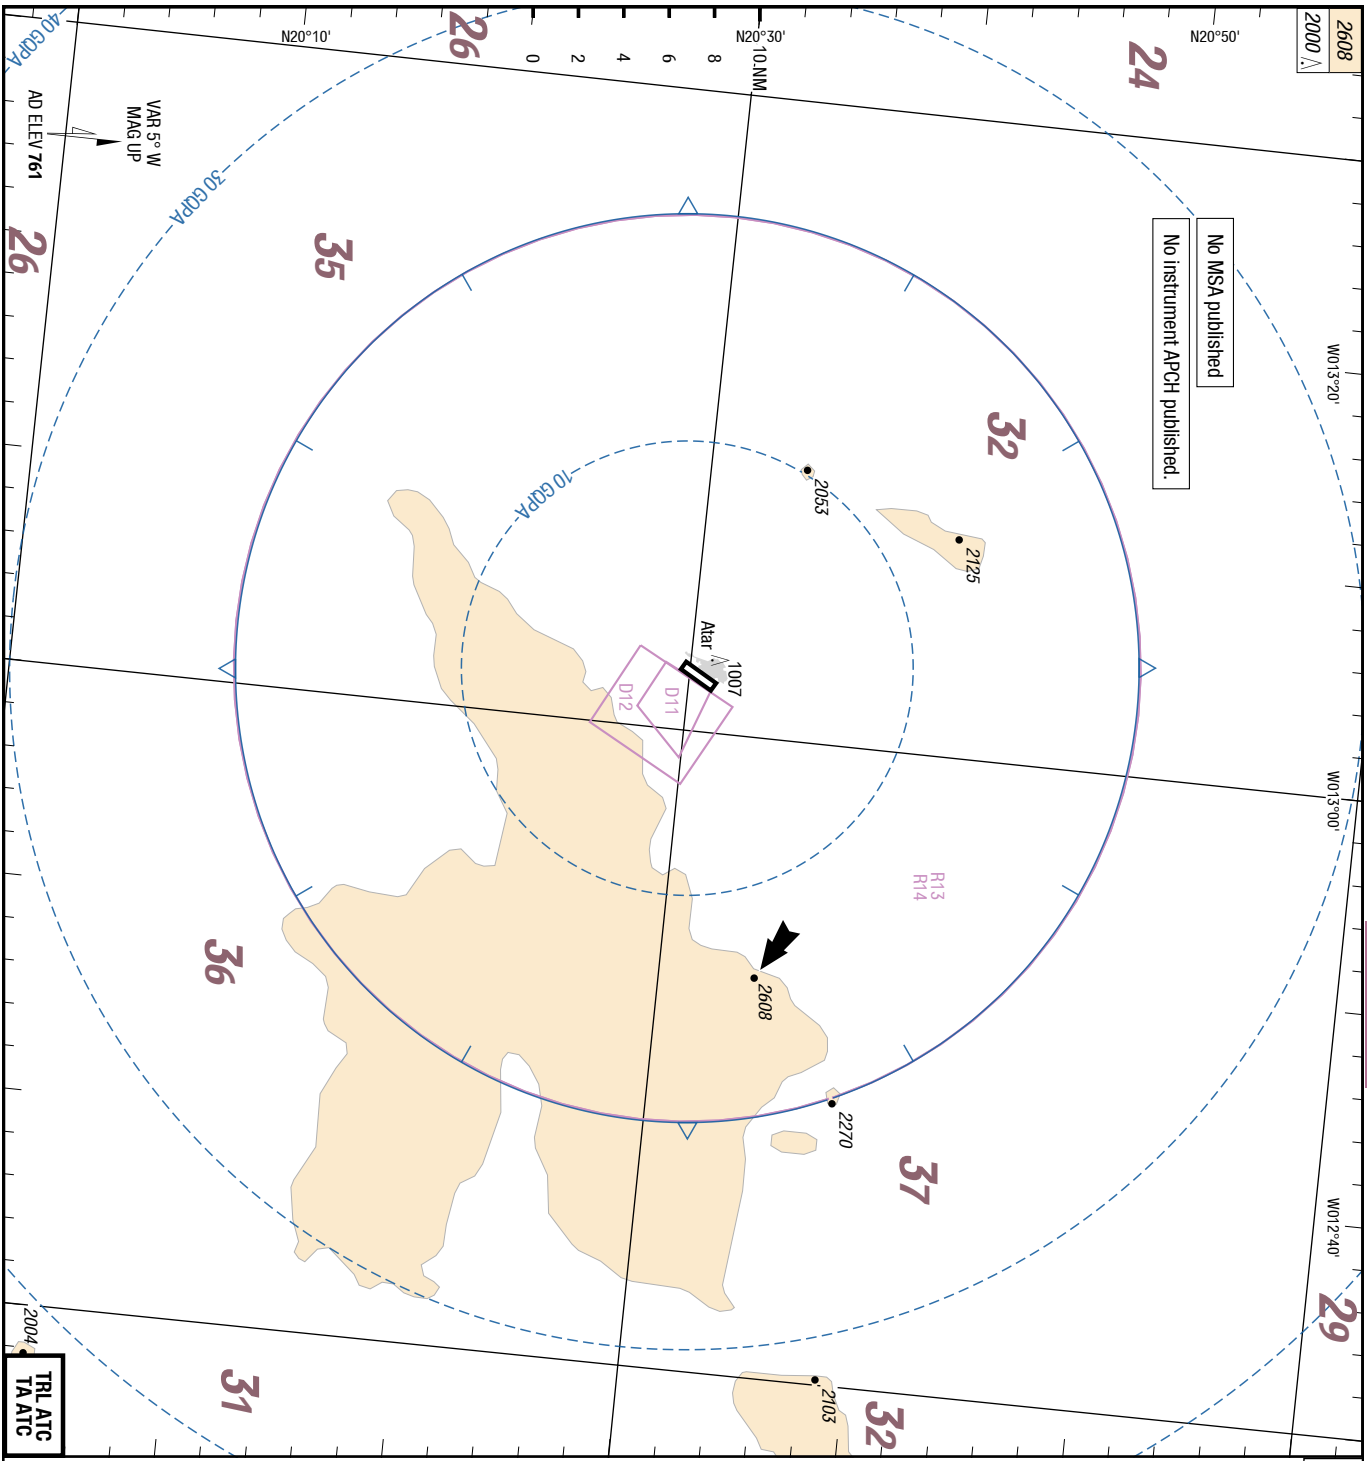 2608
2000
N20°50'
24
N20°30'
10 NM
8
6
4
2
0
26
N20°10'
40 GQPA
VAR 5° W
MAG UP
AD ELEV 761
30 GQPA
26
35
No MSA published
No instrument APCH published.
W013°20'
32
2053
2125
10 GQPA
Atar
1007
D11
D12
W013°00'
R13
R14
36
2608
2270
37
W012°40'
29
2004
31
2103
32
TRL ATC
TA ATC